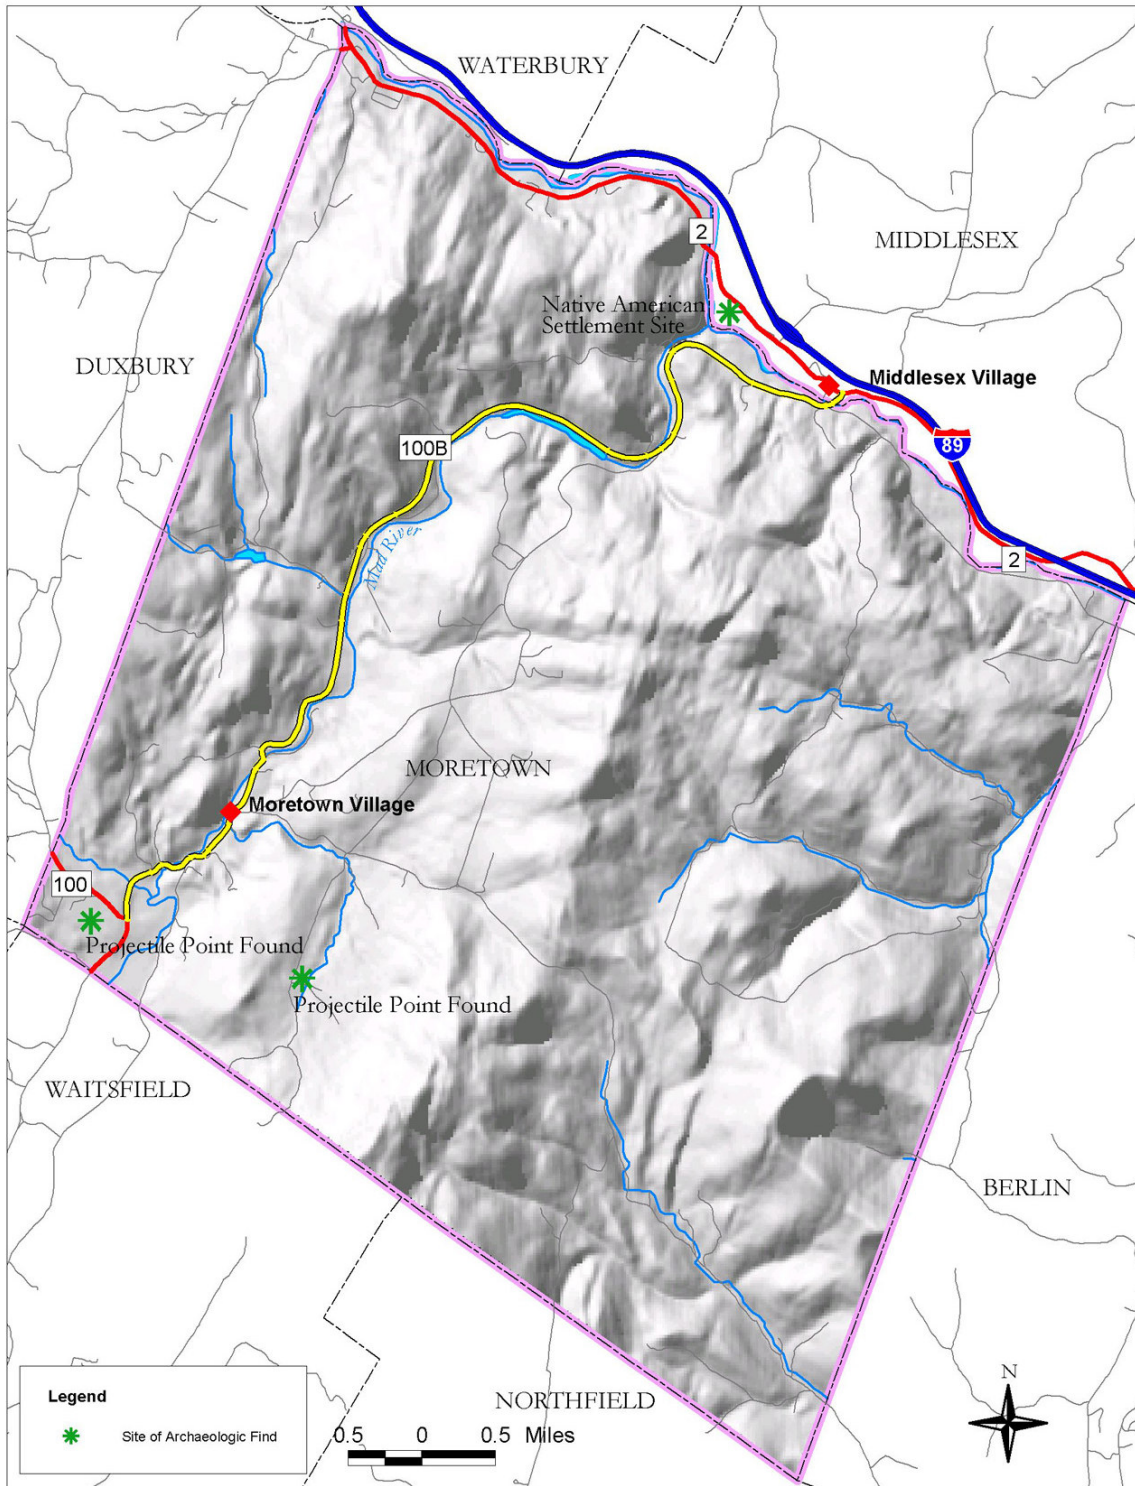 WATERBURY
2
MIDDLESEX
Native American
Settlement Site
DUXBURY
Middlesex Village
100B
89
Mad River
2
MORETOWN
Moretown Village
100
Projectile Point Found
Projectile Point Found
WAITSFIELD
BERLIN
N
Legend
NORTHFIELD
Site of Archaeologic Find
0.5 0 0.5 Miles